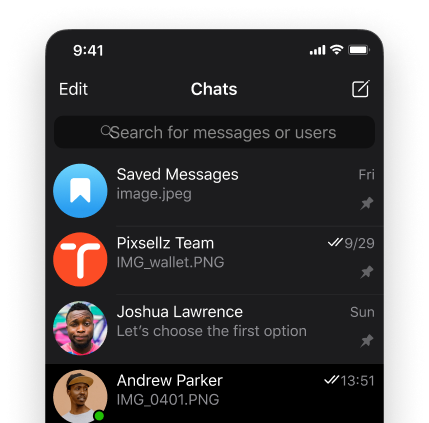 9:41
Edit
Chats
Search for messages or users
Saved Messages
Fri
image.jpeg
Pixsellz Team
9/29
IMG_wallet.PNG
Joshua Lawrence
Sun
Let’s choose the first option
Andrew Parker
13:51
IMG_0401.PNG